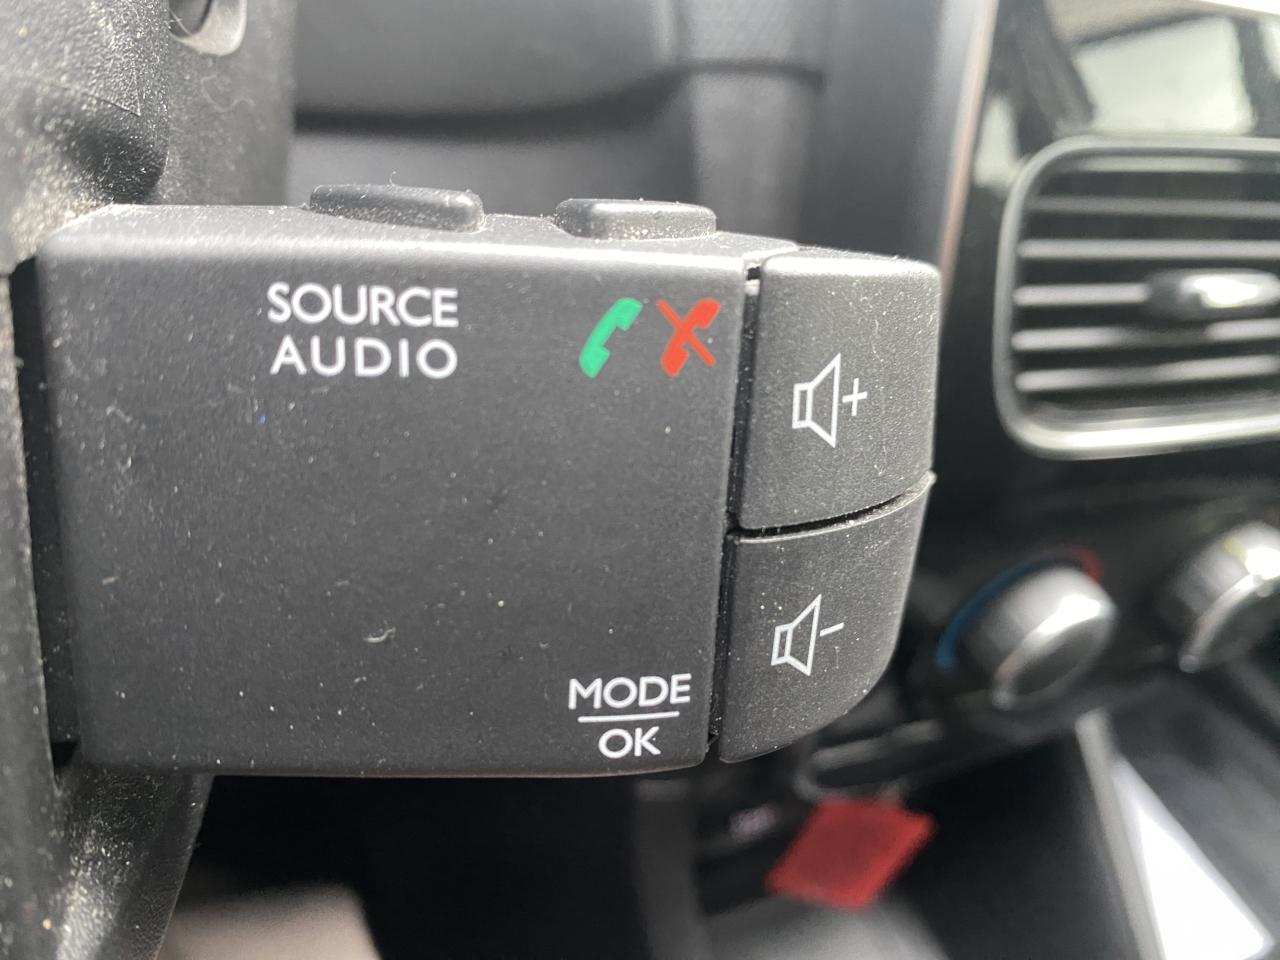 SOURCE
AUDIO
+
-
MODE
OK